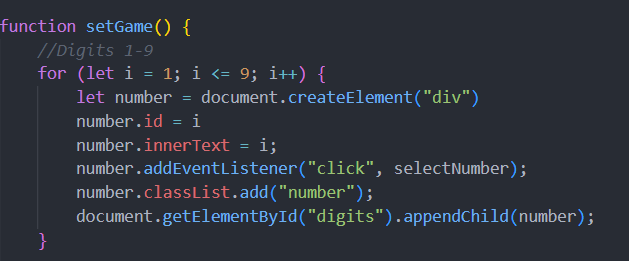 function setGame() {
    //Digits 1-9
    for (let i = 1; i <= 9; i++) {
        let number = document.createElement("div")
        number.id = i
        number.innerText = i;
        number.addEventListener("click", selectNumber);
        number.classList.add("number");
        document.getElementById("digits").appendChild(number);
    }